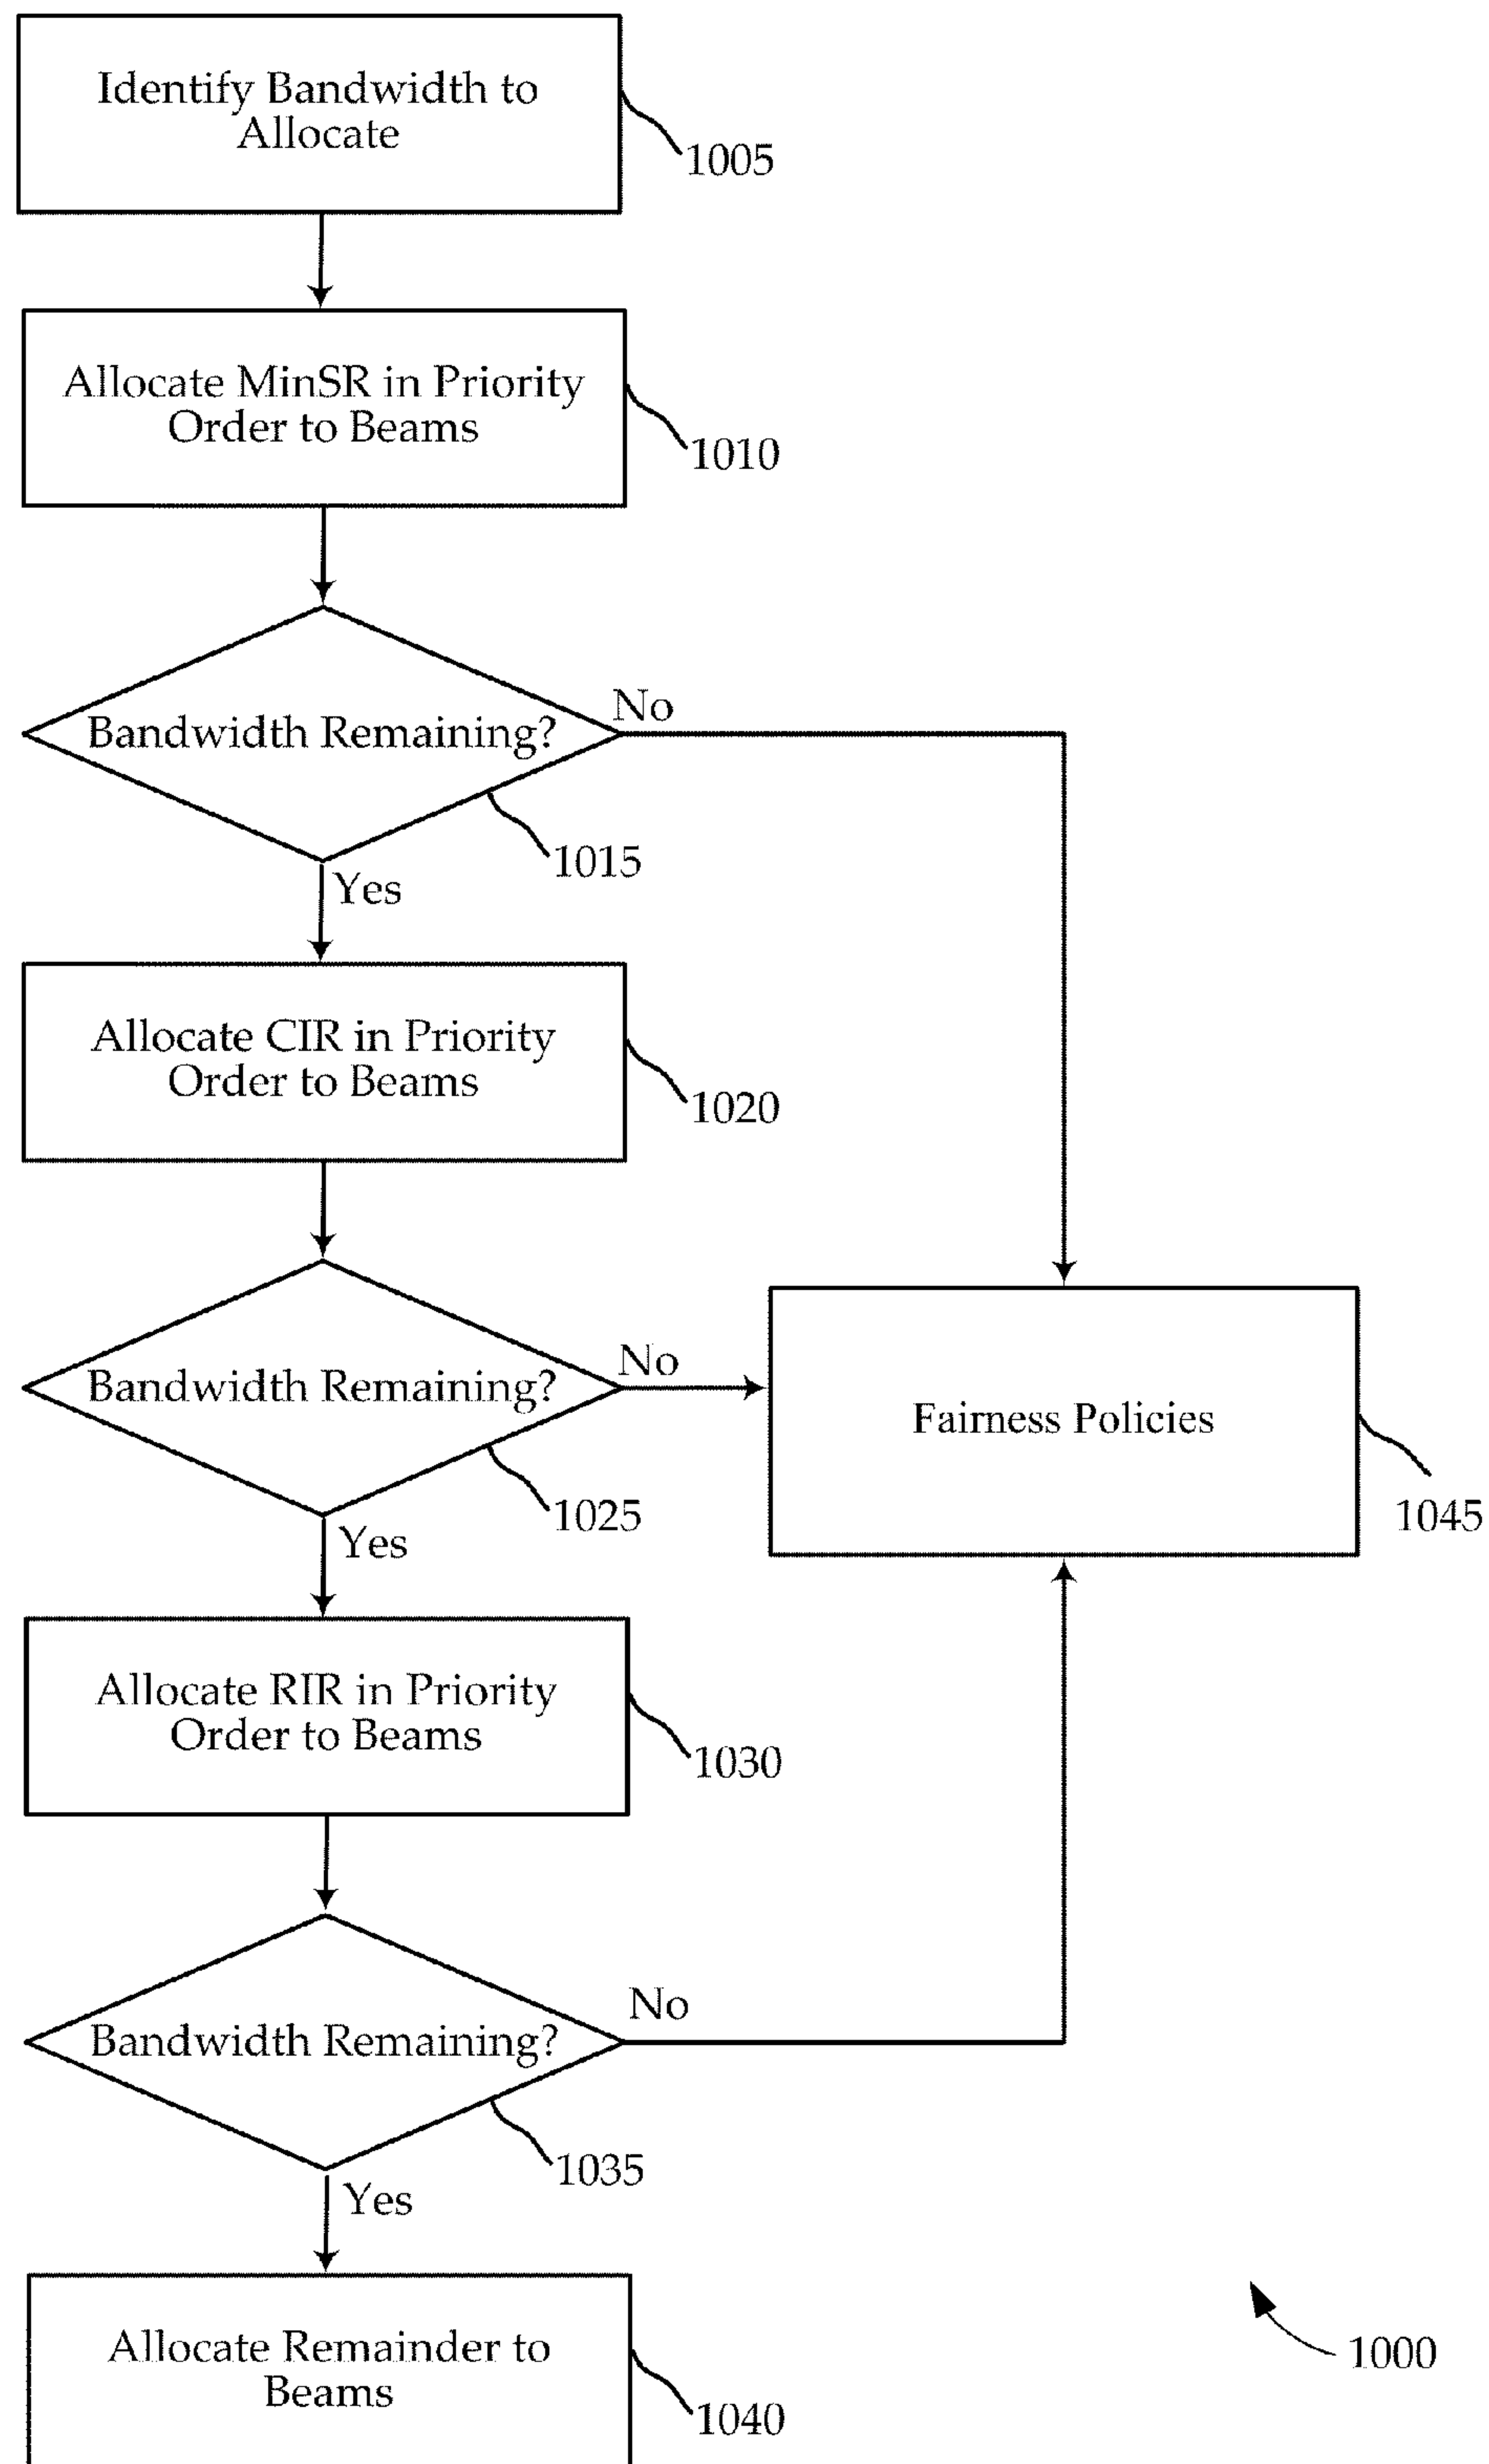 Identify Bandwidth to
Allocate
1005
Allocate MinSR in Priority
Order to Beams
1010
No
Bandwidth Remaining?
1015
Yes
Allocate CIR in Priority
Order to Beams
1020
No
Bandwidth Remaining?
Fairness Policies
1025
1045
Yes
Allocate RIR in Priority
Order to Beams
1030
No
Bandwidth Remaining?
1035
Yes
Allocate Remainder to
Beams
1000
1040